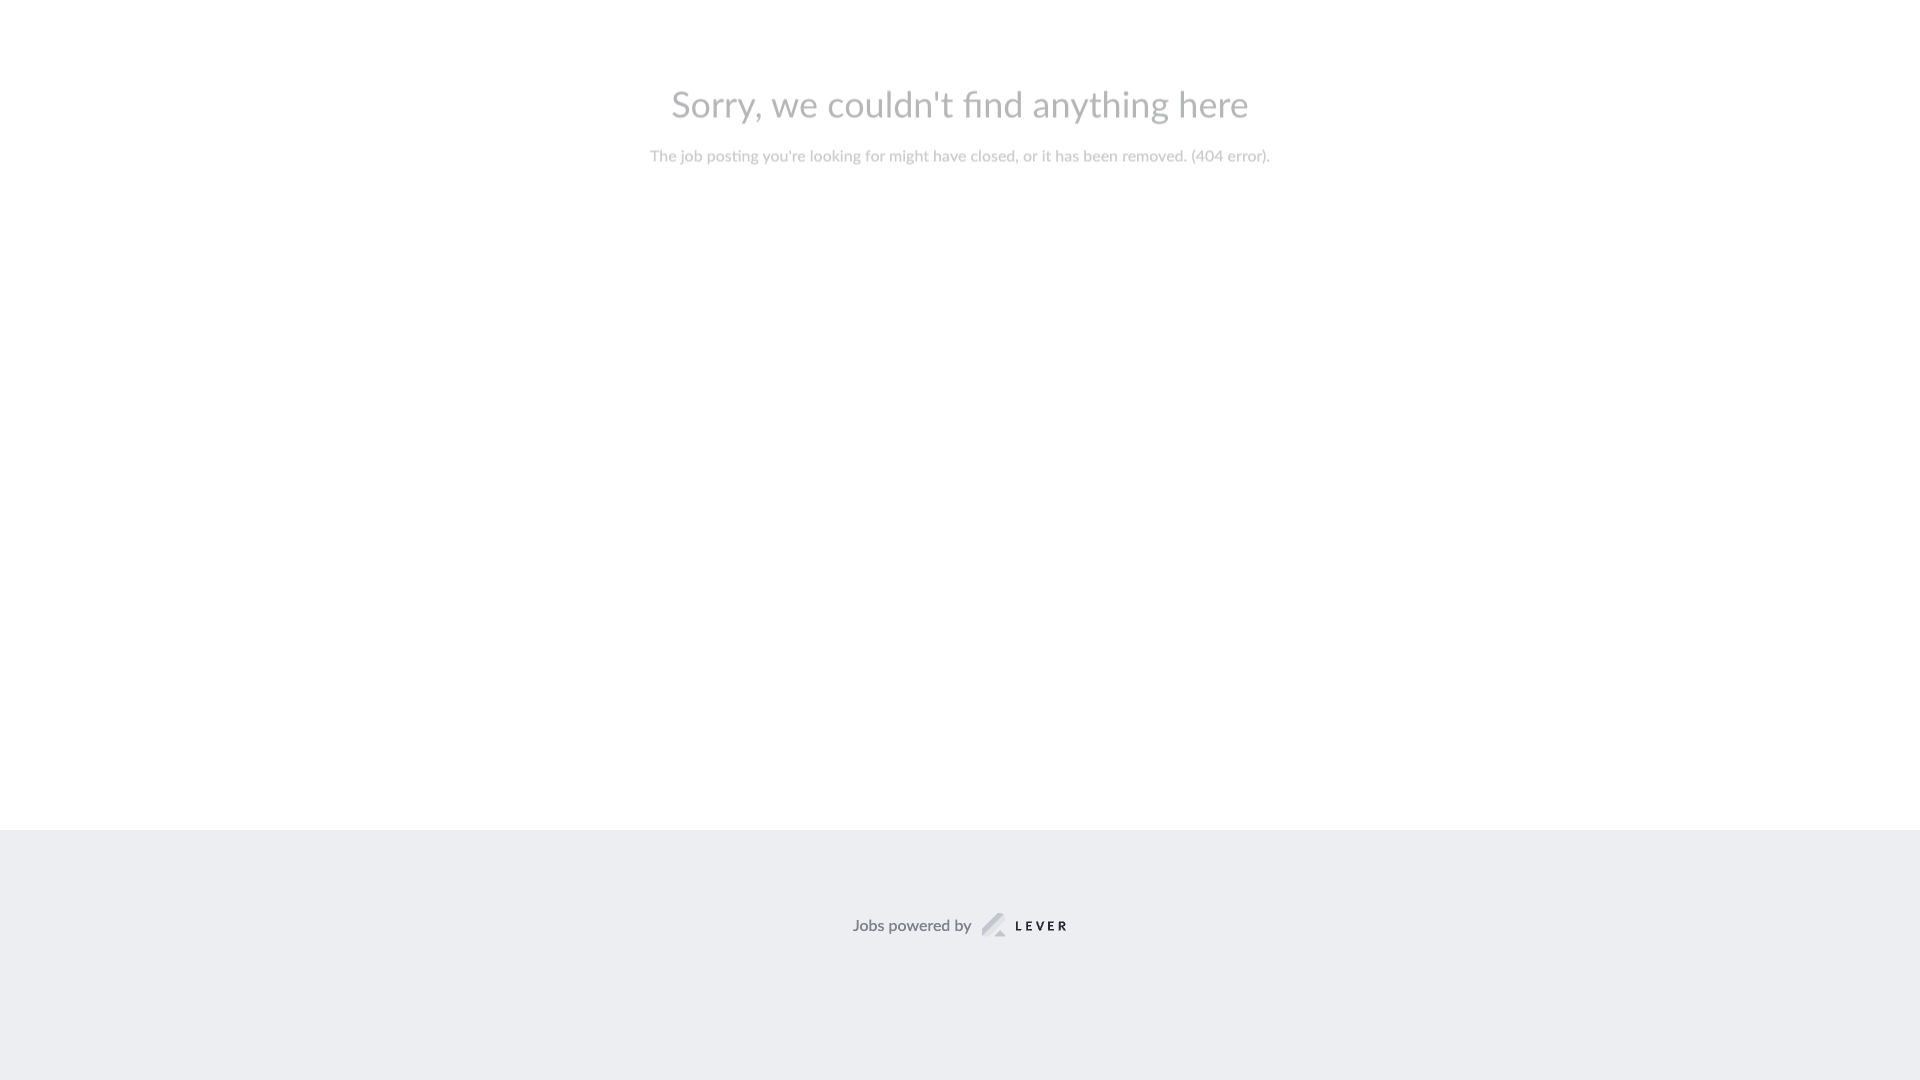 Sorry, we couldn't find anything here
The job posting you're looking for might have closed, or it has been removed. (404 error).
Jobs powered by LEVER